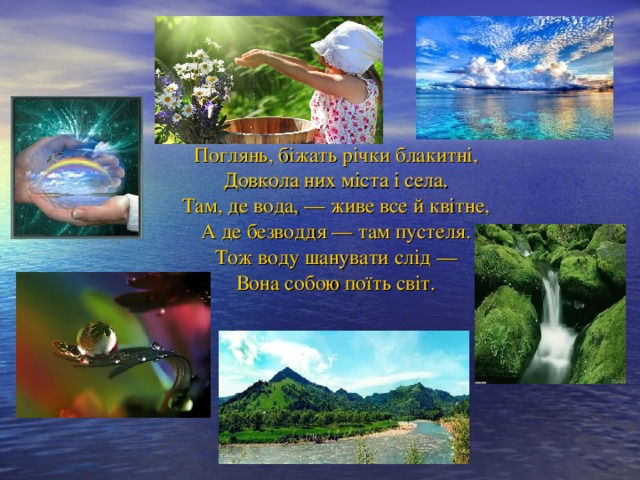 Поглянь, біжать річки блакитні,
Довкола них міста і села.
Там, де вода, — живе все й квітне,
А де безводдя — там пустеля.
Тож воду шанувати слід —
Вона собою поїть світ.